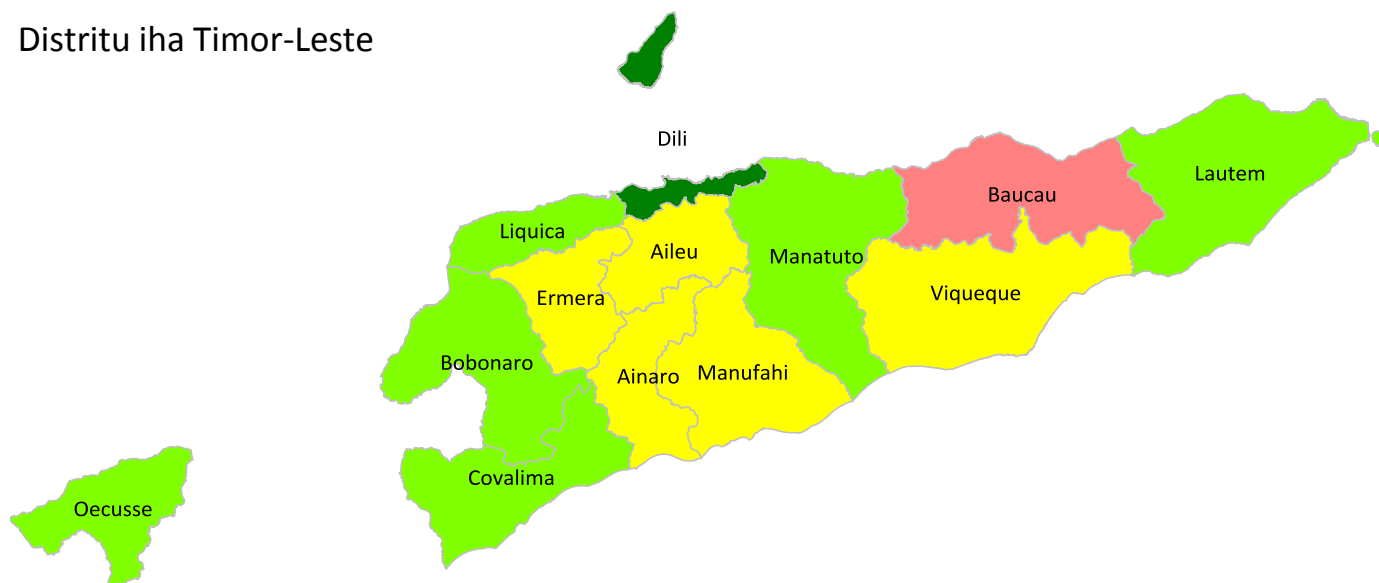 Distritu iha Timor-Leste
Dili
Lautem
Baucau
Liquica
Aileu
Manatuto
Viqueque
Ermera
Bobonaro
Ainaro
Manufahi
Covalima
Oecusse